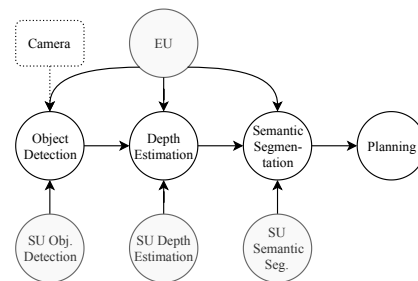 Camera
EU
Object
Detection
Depth
Estimation
Semantic
Segmen-
tation
Planning
SU Obj.
Detection
SU Depth
Estimation
SU
Semantic
Seg.